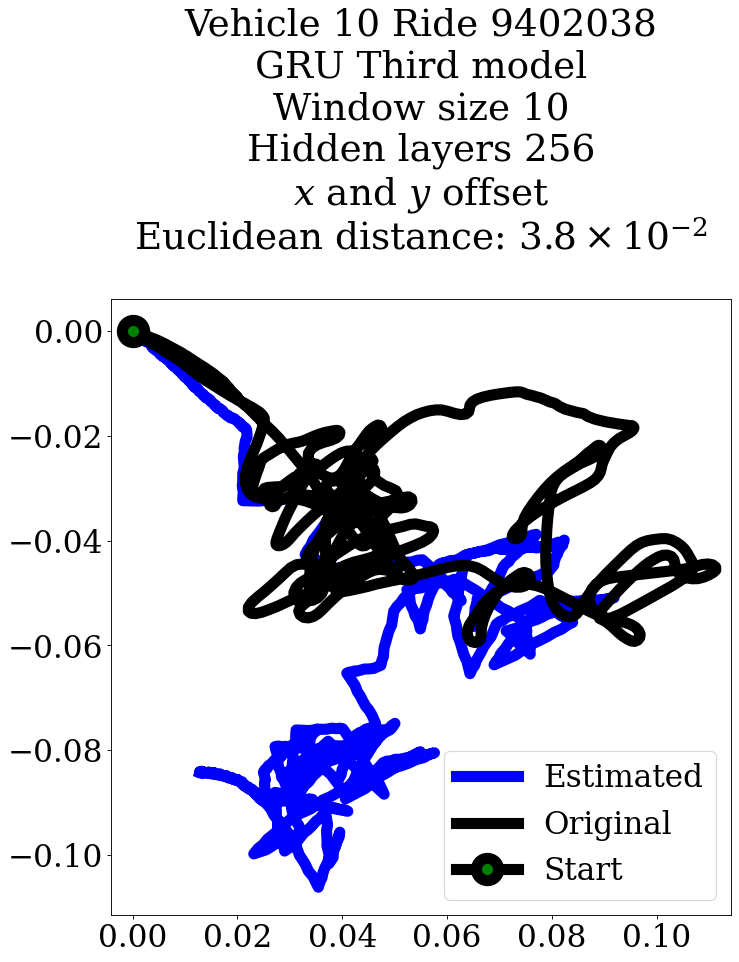 Vehicle 10 Ride 9402038
GRU Third model
Window size 10
Hidden layers 256
x and y offset
Euclidean distance: 3.8 × 10⁻²
0.00
−0.02
−0.04
−0.06
−0.08
−0.10
Estimated
Original
Start
0.00 0.02 0.04 0.06 0.08 0.10